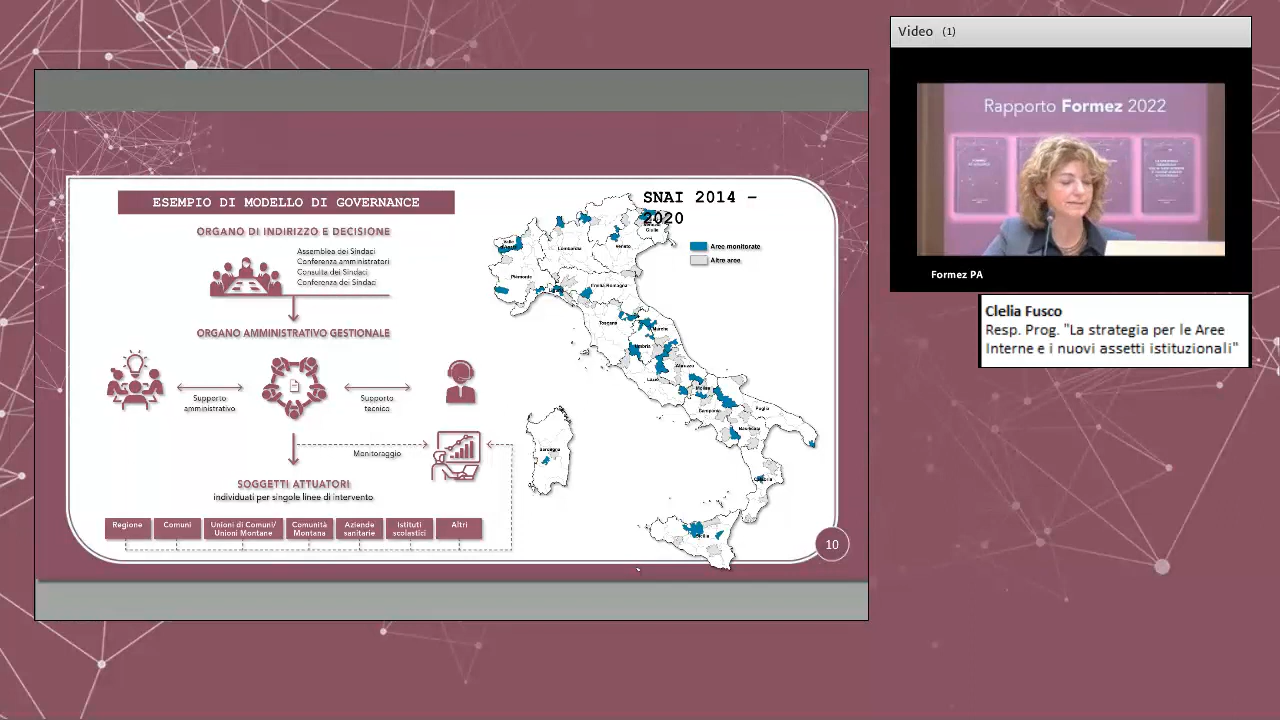 ESEMPIO DI MODELLO DI GOVERNANCE
ORGANO DI INDIRIZZO E DECISIONE
Assemblea dei Sindaci
Conferenza amministratori
Consulta dei Sindaci
Conferenza dei Sindaci
ORGANO AMMINISTRATIVO GESTIONALE
Supporto
amministrativo
Supporto
tecnico
Monitoraggio
SOGGETTI ATTUATORI
individuati per singole linee di intervento
Regione
Comuni
Unioni di Comuni/
Unioni Montane
Comunità
Montana
Aziende
sanitarie
Istituti
scolastici
Altri
SNAI 2014 –
2020
Aree monitorate
Altre aree
Lombardia
Veneto
Giulia
Piemonte
Emilia Romagna
Toscana
Marche
Umbria
Lazio
Abruzzo
Molise
Campania
Puglia
Basilicata
Sardegna
10
Video (1)
Rapporto Formez 2022
Formez PA
Clelia Fusco
Resp. Prog. "La strategia per le Aree
Interne e i nuovi assetti istituzionali"